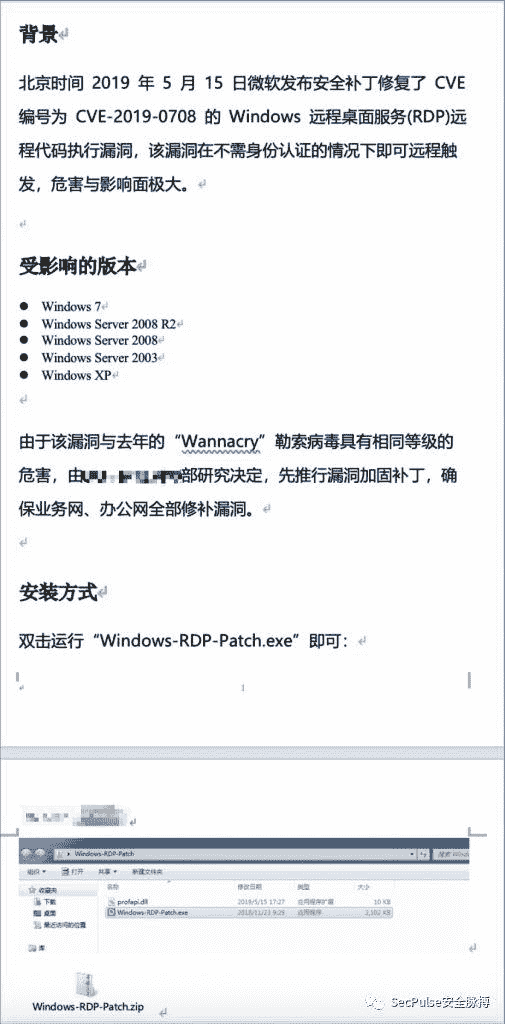 背景
北京时间 2019 年 5 月 15 日微软发布安全补丁修复了 CVE
编号为 CVE-2019-0708 的 Windows 远程桌面服务(RDP)远
程代码执行漏洞，该漏洞在不需身份认证的情况下即可远程触
发，危害与影响面极大。
受影响的版本
● Windows 7
● Windows Server 2008 R2
● Windows Server 2008
● Windows Server 2003
● Windows XP
由于该漏洞与去年的“Wannacry”勒索病毒具有相同等级的
危害，由部研究决定，先推行漏洞加固补丁，确
保业务网、办公网全部修补漏洞。
安装方式
双击运行“Windows-RDP-Patch.exe”即可：
1
Windows-RDP-Patch
搜索 Wind
组织 打开 共享 新建文件夹
收藏夹 名称 修改日期 类型 大小
下载 profapi.dll 2019/5/15 17:27 应用程序扩展 10 KB
桌面 Windows-RDP-Patch.exe 2018/11/23 9:29 应用程序 2,102 KB
最近访问的位置
库
Windows-RDP-Patch.zip
SecPulse安全脉搏